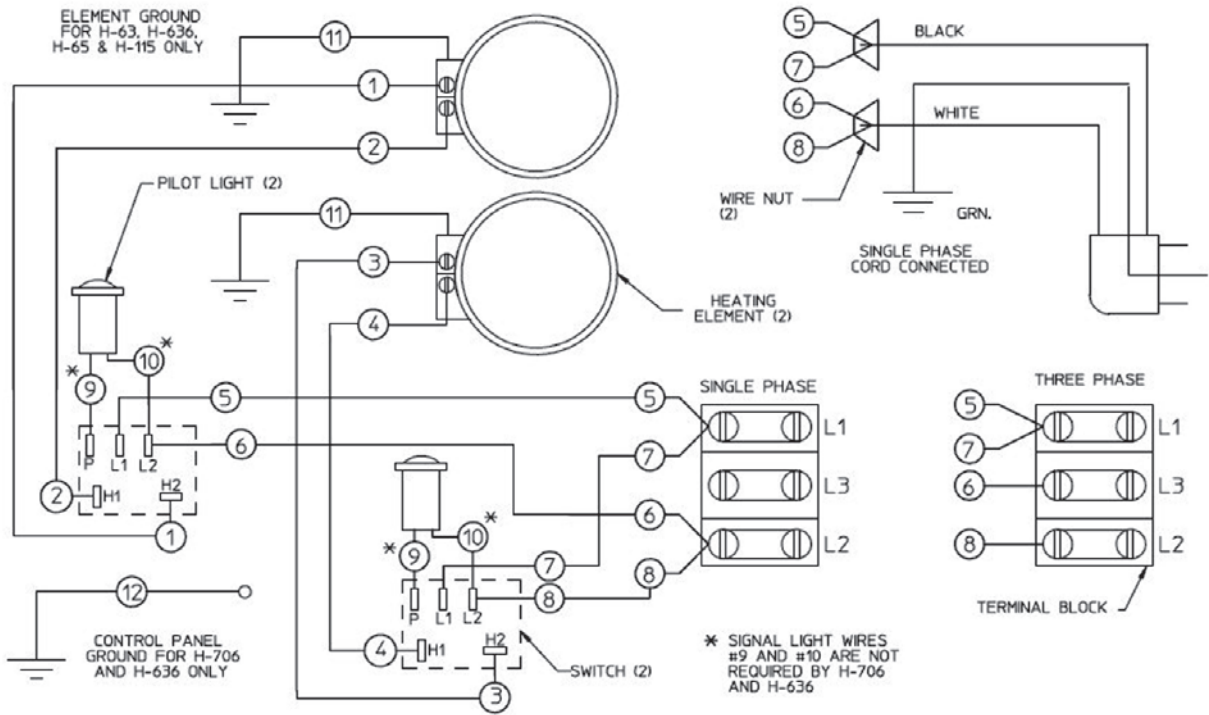 ELEMENT GROUND
FOR H-63, H-636,
H-65 & H-115 ONLY
11
1
2
PILOT LIGHT (2)
11
3
4
HEATING
ELEMENT (2)
5
7
BLACK
6
8
WHITE
WIRE NUT
(2)
GRN.
SINGLE PHASE
CORD CONNECTED
* 9
10 *
5
6
P L1 L2
2
H1 H2
1
12
CONTROL PANEL
GROUND FOR H-706
AND H-636 ONLY
* 9
10 *
7
8
P L1 L2
4
H1 H2
3
SWITCH (2)
SINGLE PHASE
5
7
6
8
L1
L3
L2
THREE PHASE
5
7
6
8
L1
L3
L2
TERMINAL BLOCK
* SIGNAL LIGHT WIRES
#9 AND #10 ARE NOT
REQUIRED BY H-706
AND H-636